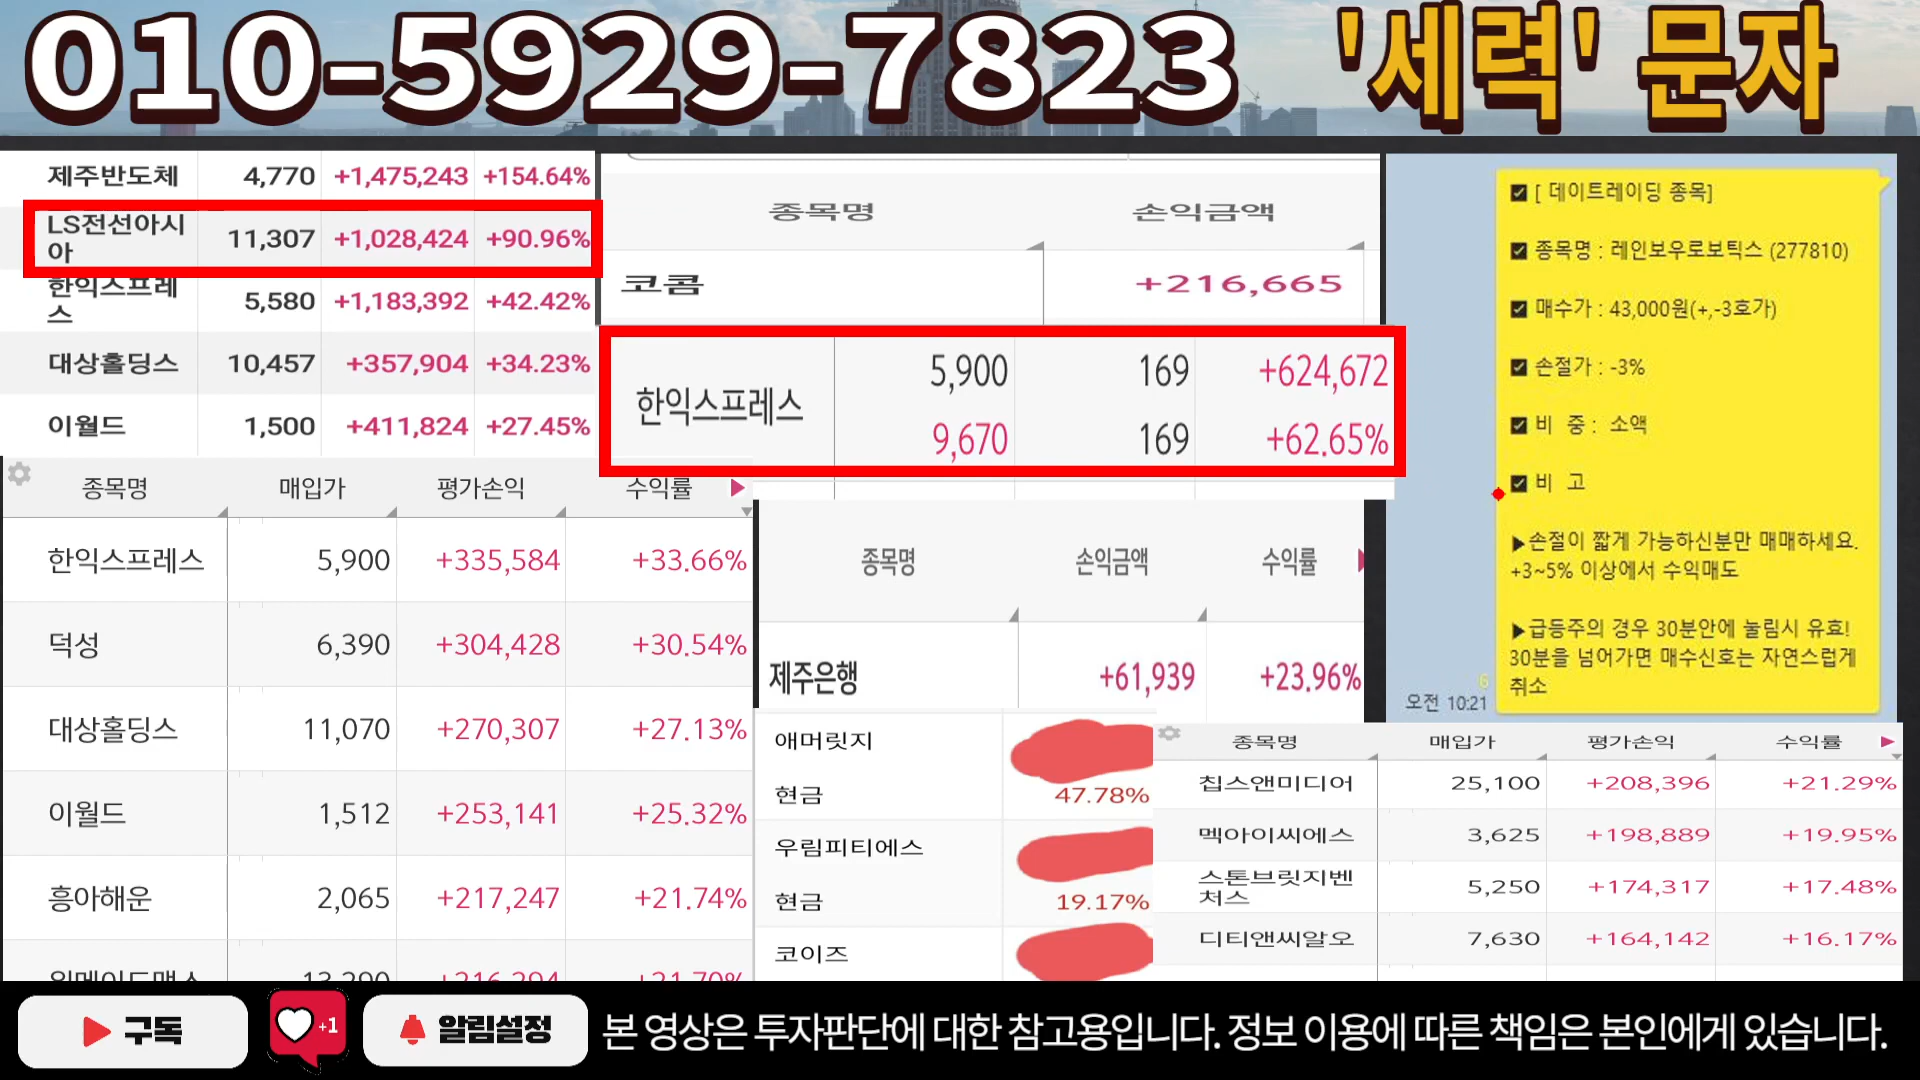 010-5929-7823 '세력' 문자
제주반도체 4,770 +1,475,243 +154.64%
LS전선아시아 11,307 +1,028,424 +90.96%
한익스프레스 5,580 +1,183,392 +42.42%
대상홀딩스 10,457 +357,904 +34.23%
이월드 1,500 +411,824 +27.45%
종목명 손익금액
코콤 +216,665
한익스프레스 5,900 169 +624,672
9,670 169 +62.65%
[ 데이트레이딩 종목]
종목명 : 레인보우로보틱스 (277810)
매수가 : 43,000원(+,-3호가)
손절가 : -3%
비 중 : 소액
비 고
▶손절이 짧게 가능하신분만 매매하세요.
+3~5% 이상에서 수익매도
▶급등주의 경우 30분안에 눌림시 유효!
30분을 넘어가면 매수신호는 자연스럽게
취소
6
오전 10:21
종목명 매입가 평가손익 수익률
한익스프레스 5,900 +335,584 +33.66%
덕성 6,390 +304,428 +30.54%
대상홀딩스 11,070 +270,307 +27.13%
이월드 1,512 +253,141 +25.32%
흥아해운 2,065 +217,247 +21.74%
종목명 손익금액 수익률
제주은행 +61,939 +23.96%
애머릿지
현금 47.78%
우림피티에스
현금 19.17%
코이즈
종목명 매입가 평가손익 수익률
칩스앤미디어 25,100 +208,396 +21.29%
멕아이씨에스 3,625 +198,889 +19.95%
스톤브릿지벤처스 5,250 +174,317 +17.48%
디티앤씨알오 7,630 +164,142 +16.17%
구독 +1 알림설정 본 영상은 투자판단에 대한 참고용입니다. 정보 이용에 따른 책임은 본인에게 있습니다.